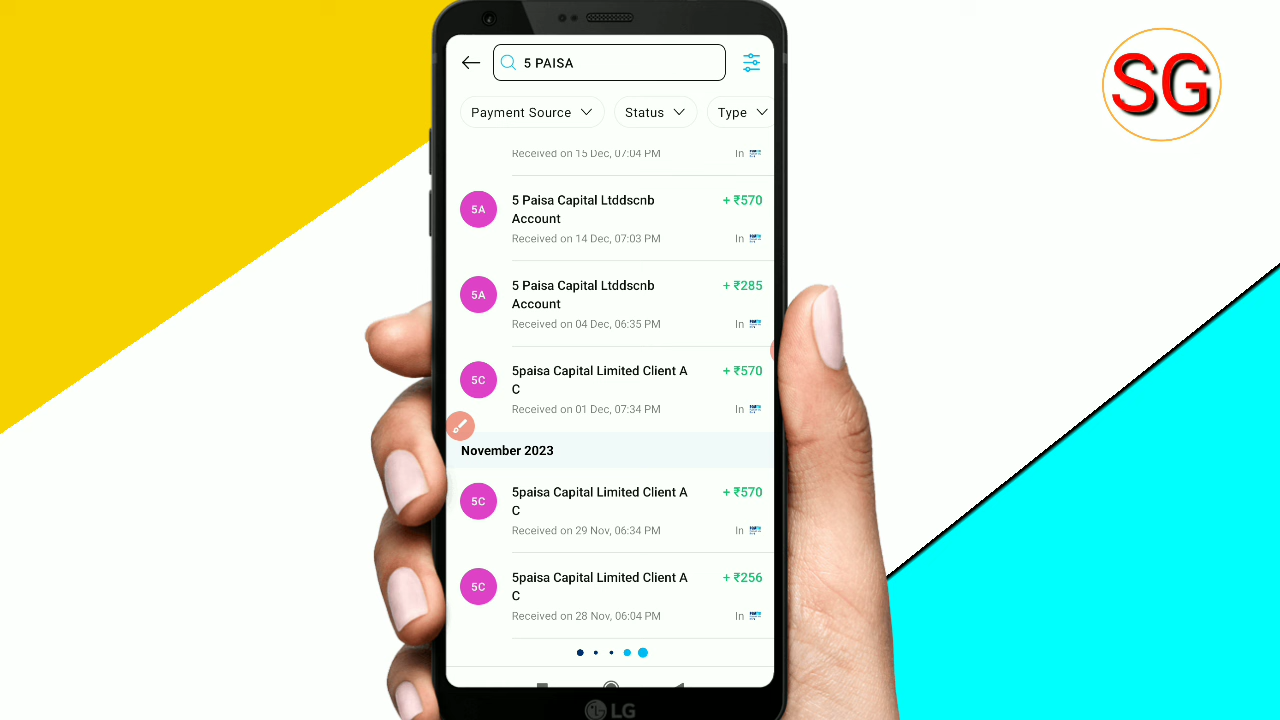 SG
5 PAISA
Payment Source
Status
Type
Received on 15 Dec, 07:04 PM
In
5A
5 Paisa Capital Ltddscnb
Account
+ ₹570
Received on 14 Dec, 07:03 PM
In
5A
5 Paisa Capital Ltddscnb
Account
+ ₹285
Received on 04 Dec, 06:35 PM
In
5C
5paisa Capital Limited Client A
C
+ ₹570
Received on 01 Dec, 07:34 PM
In
November 2023
5C
5paisa Capital Limited Client A
C
+ ₹570
Received on 29 Nov, 06:34 PM
In
5C
5paisa Capital Limited Client A
C
+ ₹256
Received on 28 Nov, 06:04 PM
In
LG